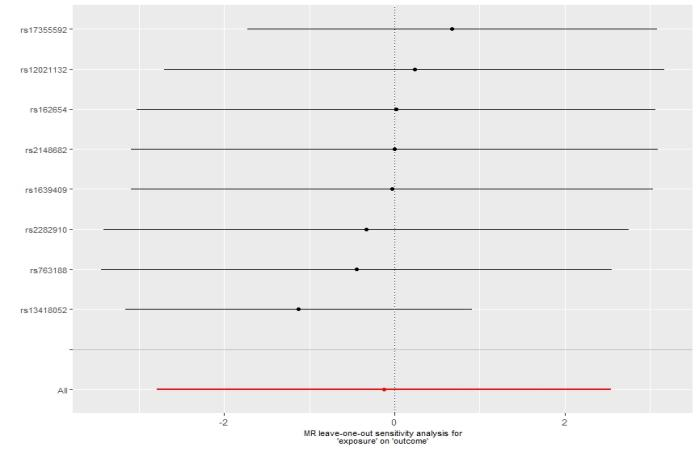 rs17355592
rs12021132
rs162654
rs2148682
rs1639409
rs2282910
rs763188
rs13418052
All
-2 0 2
MR leave-one-out sensitivity analysis for
'exposure' on 'outcome'